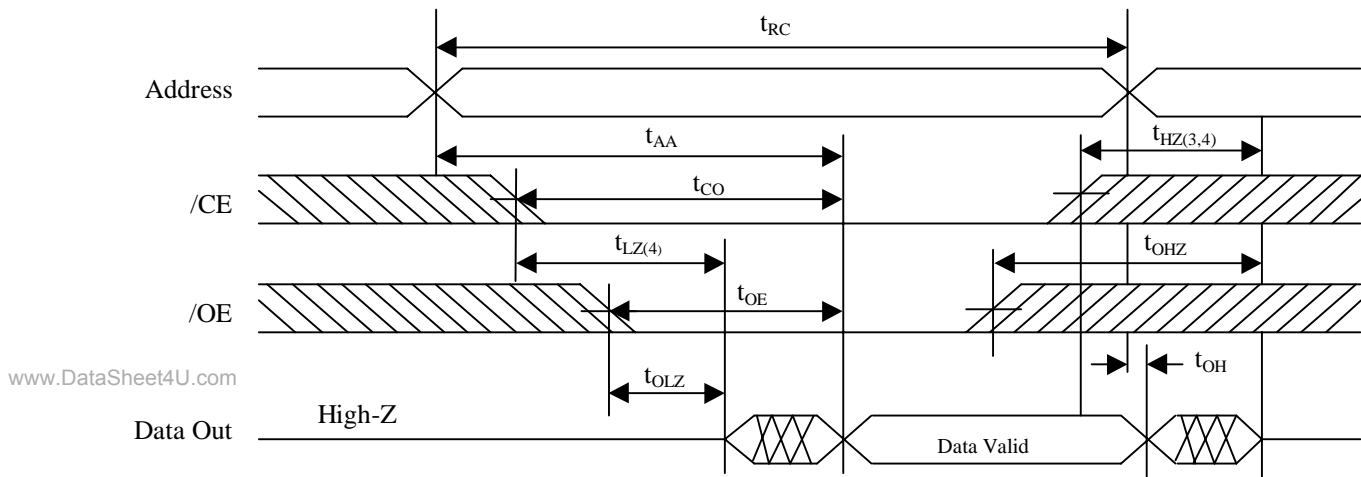 tRC
Address
tAA
tHZ(3,4)
tCO
/CE
tLZ(4)
tOHZ
tOE
/OE
www.DataSheet4U.com
tOLZ
tOH
High-Z
Data Out
Data Valid